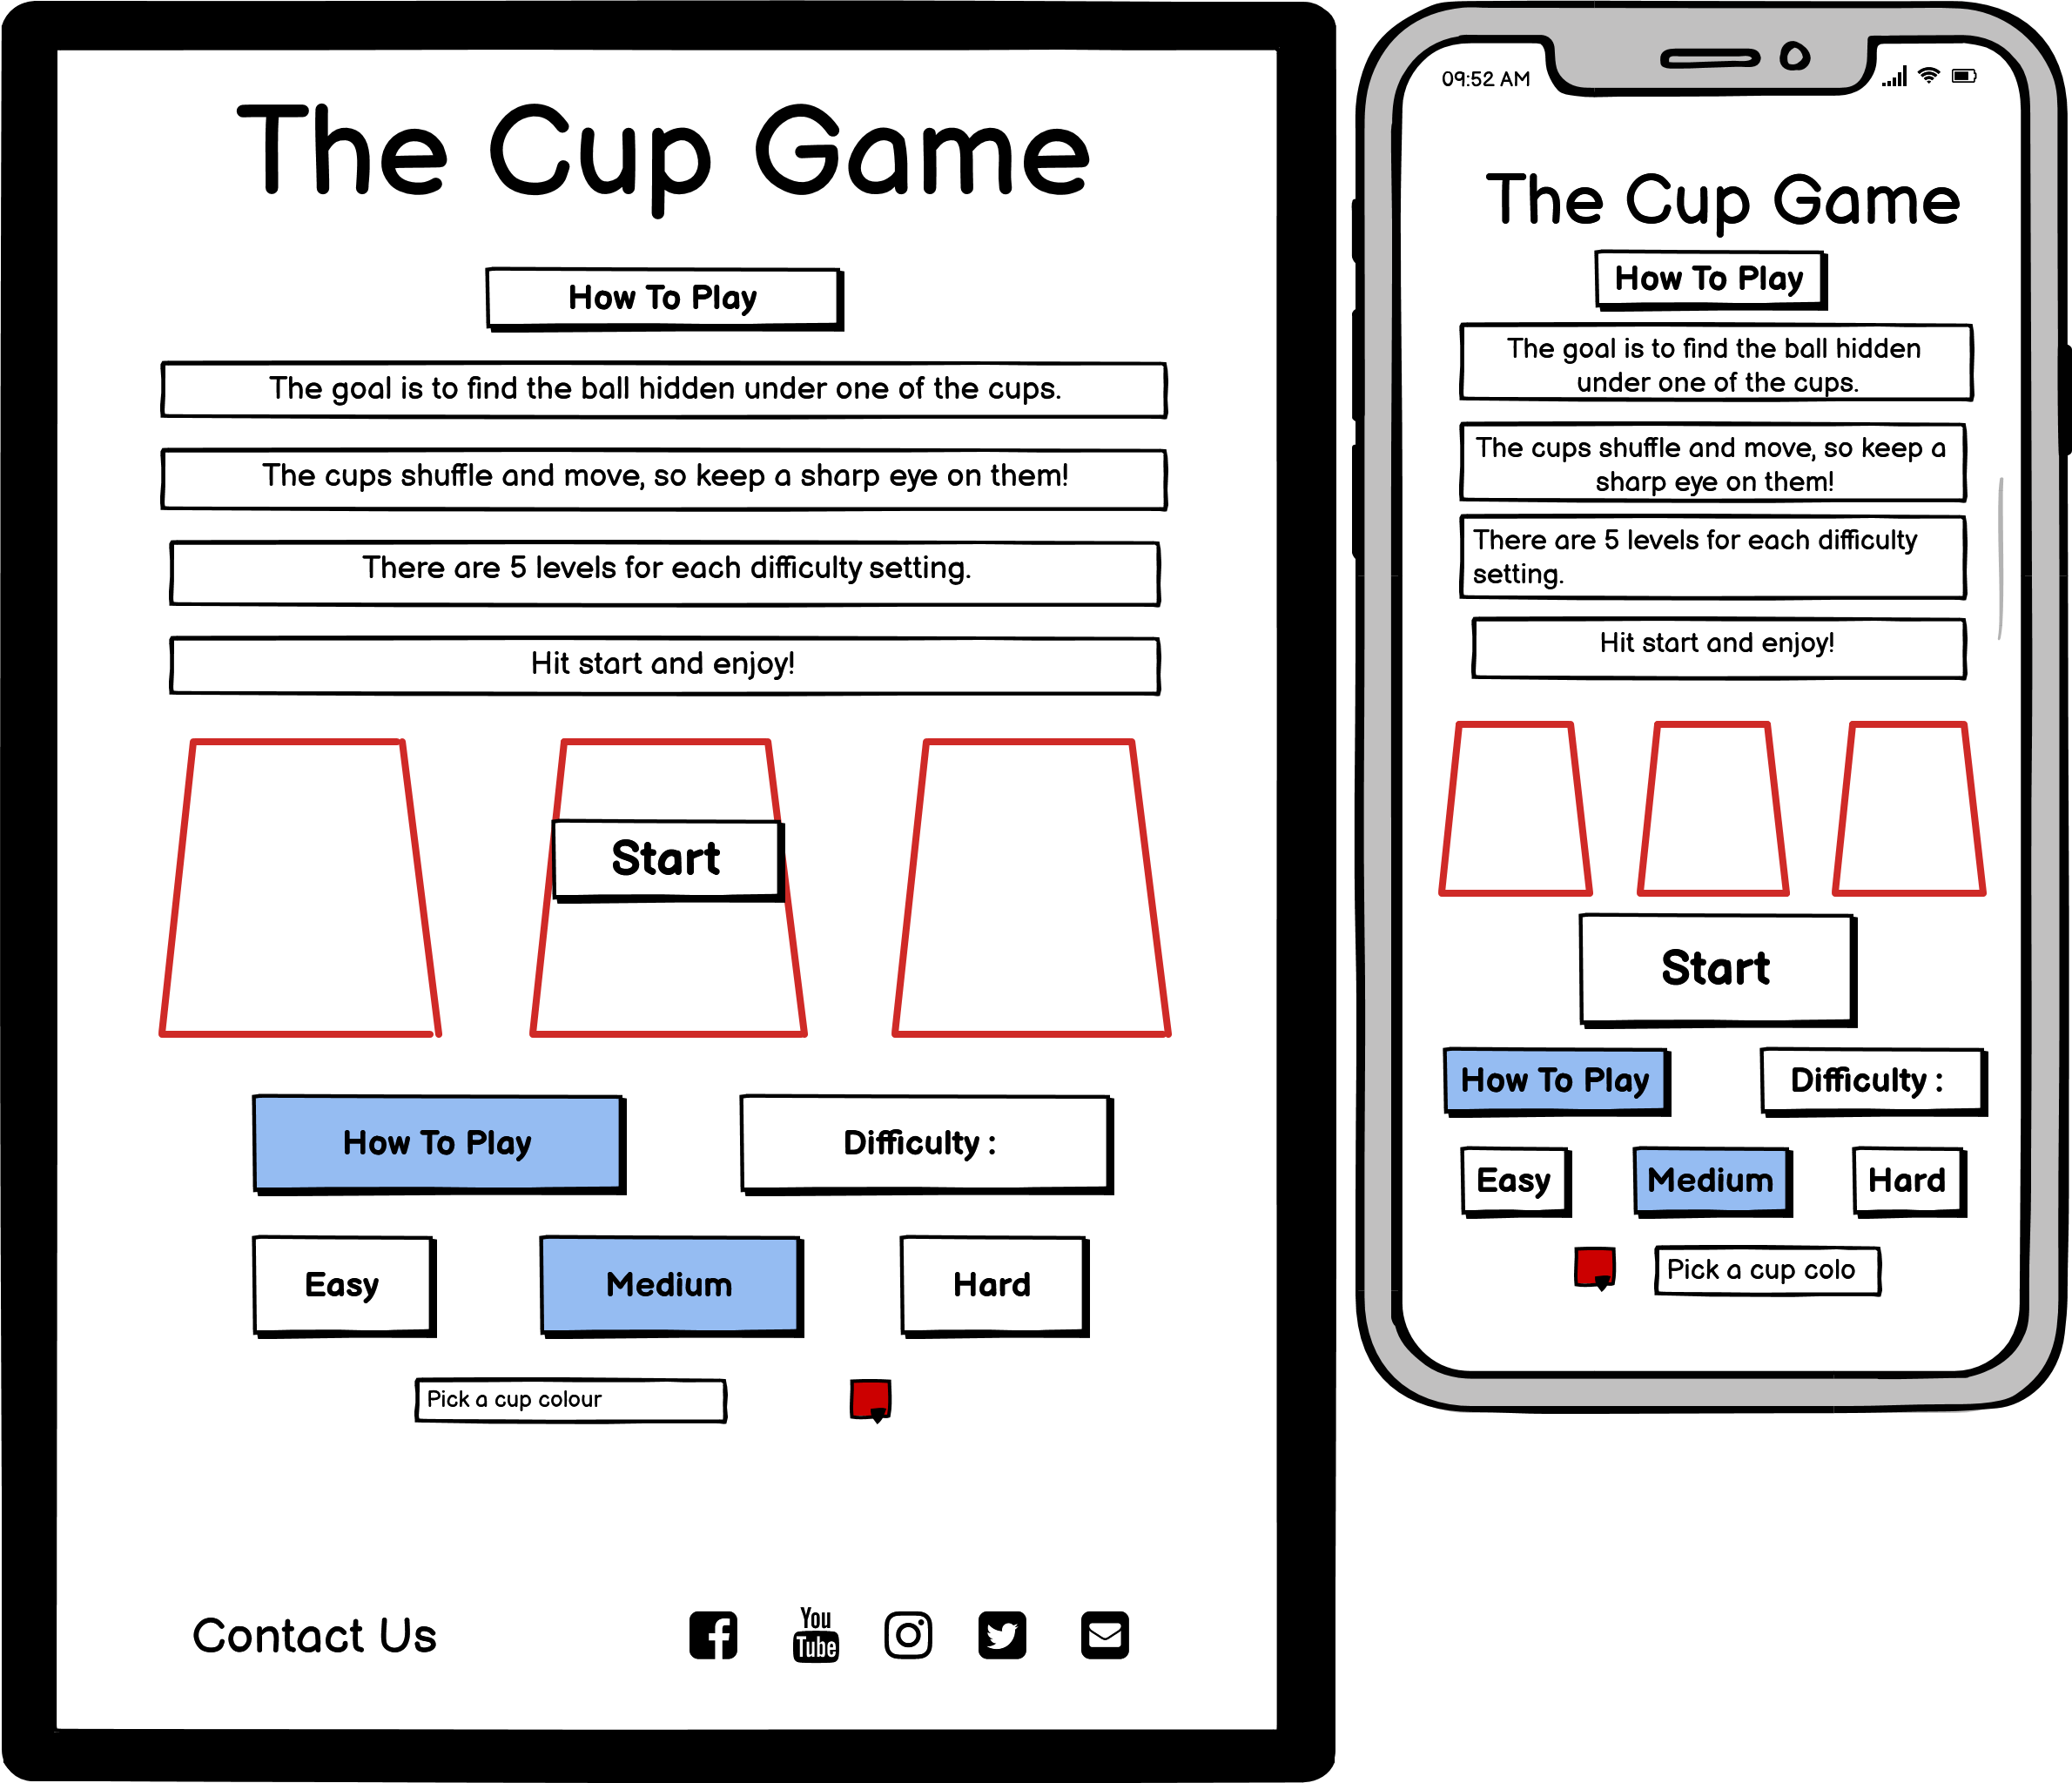 The Cup Game
How To Play
The goal is to find the ball hidden under one of the cups.
The cups shuffle and move, so keep a sharp eye on them!
There are 5 levels for each difficulty setting.
Hit start and enjoy!
Start
How To Play
Difficulty :
Easy
Medium
Hard
Pick a cup colour
Contact Us
You
Tube
09:52 AM
The Cup Game
How To Play
The goal is to find the ball hidden
under one of the cups.
The cups shuffle and move, so keep a
sharp eye on them!
There are 5 levels for each difficulty
setting.
Hit start and enjoy!
Start
How To Play
Difficulty :
Easy
Medium
Hard
Pick a cup colo